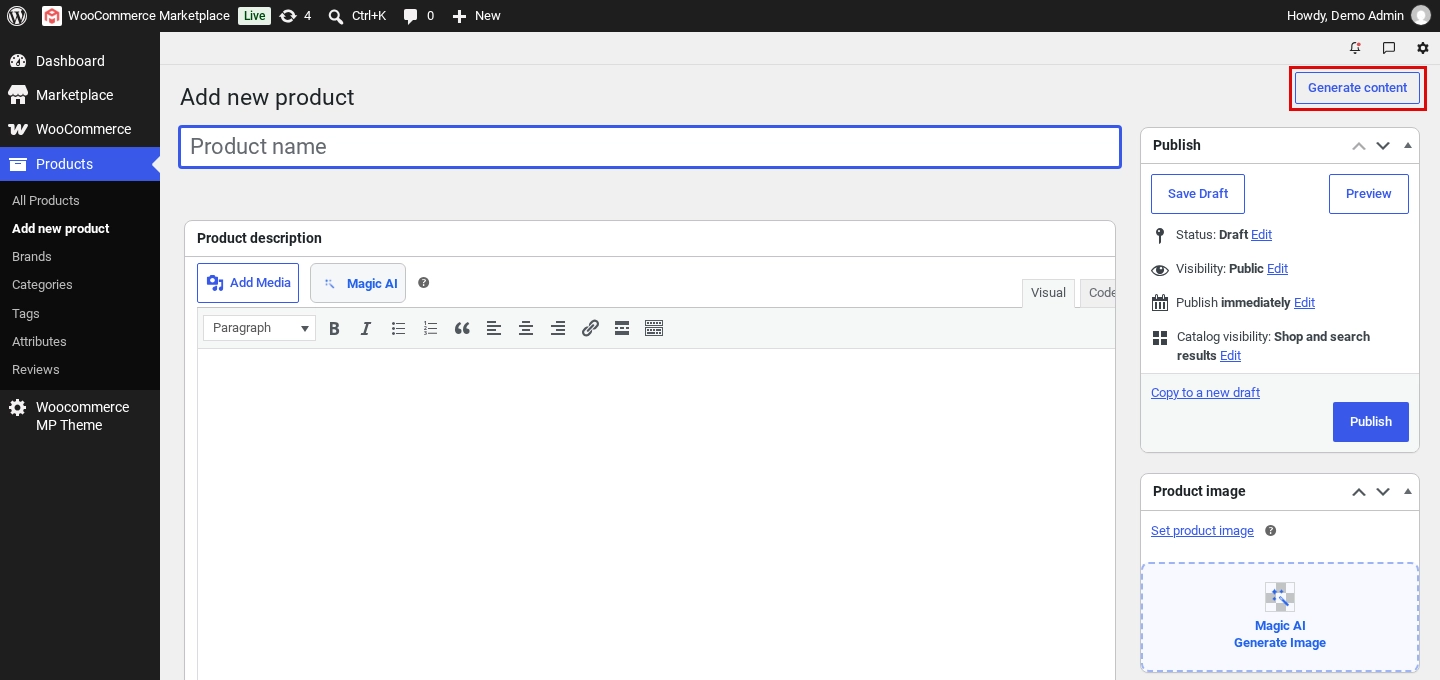 WooCommerce Marketplace Live 4 Ctrl+K 0 New Howdy, Demo Admin
Dashboard
Marketplace
WooCommerce
Products
All Products
Add new product
Brands
Categories
Tags
Attributes
Reviews
Woocommerce
MP Theme
Generate content
Add new product
Product name
Product description
Add Media Magic AI ?
Visual Code
Paragraph
Publish
Save Draft Preview
Status: Draft Edit
Visibility: Public Edit
Publish immediately Edit
Catalog visibility: Shop and search
results Edit
Copy to a new draft
Publish
Product image
Set product image ?
Magic AI
Generate Image